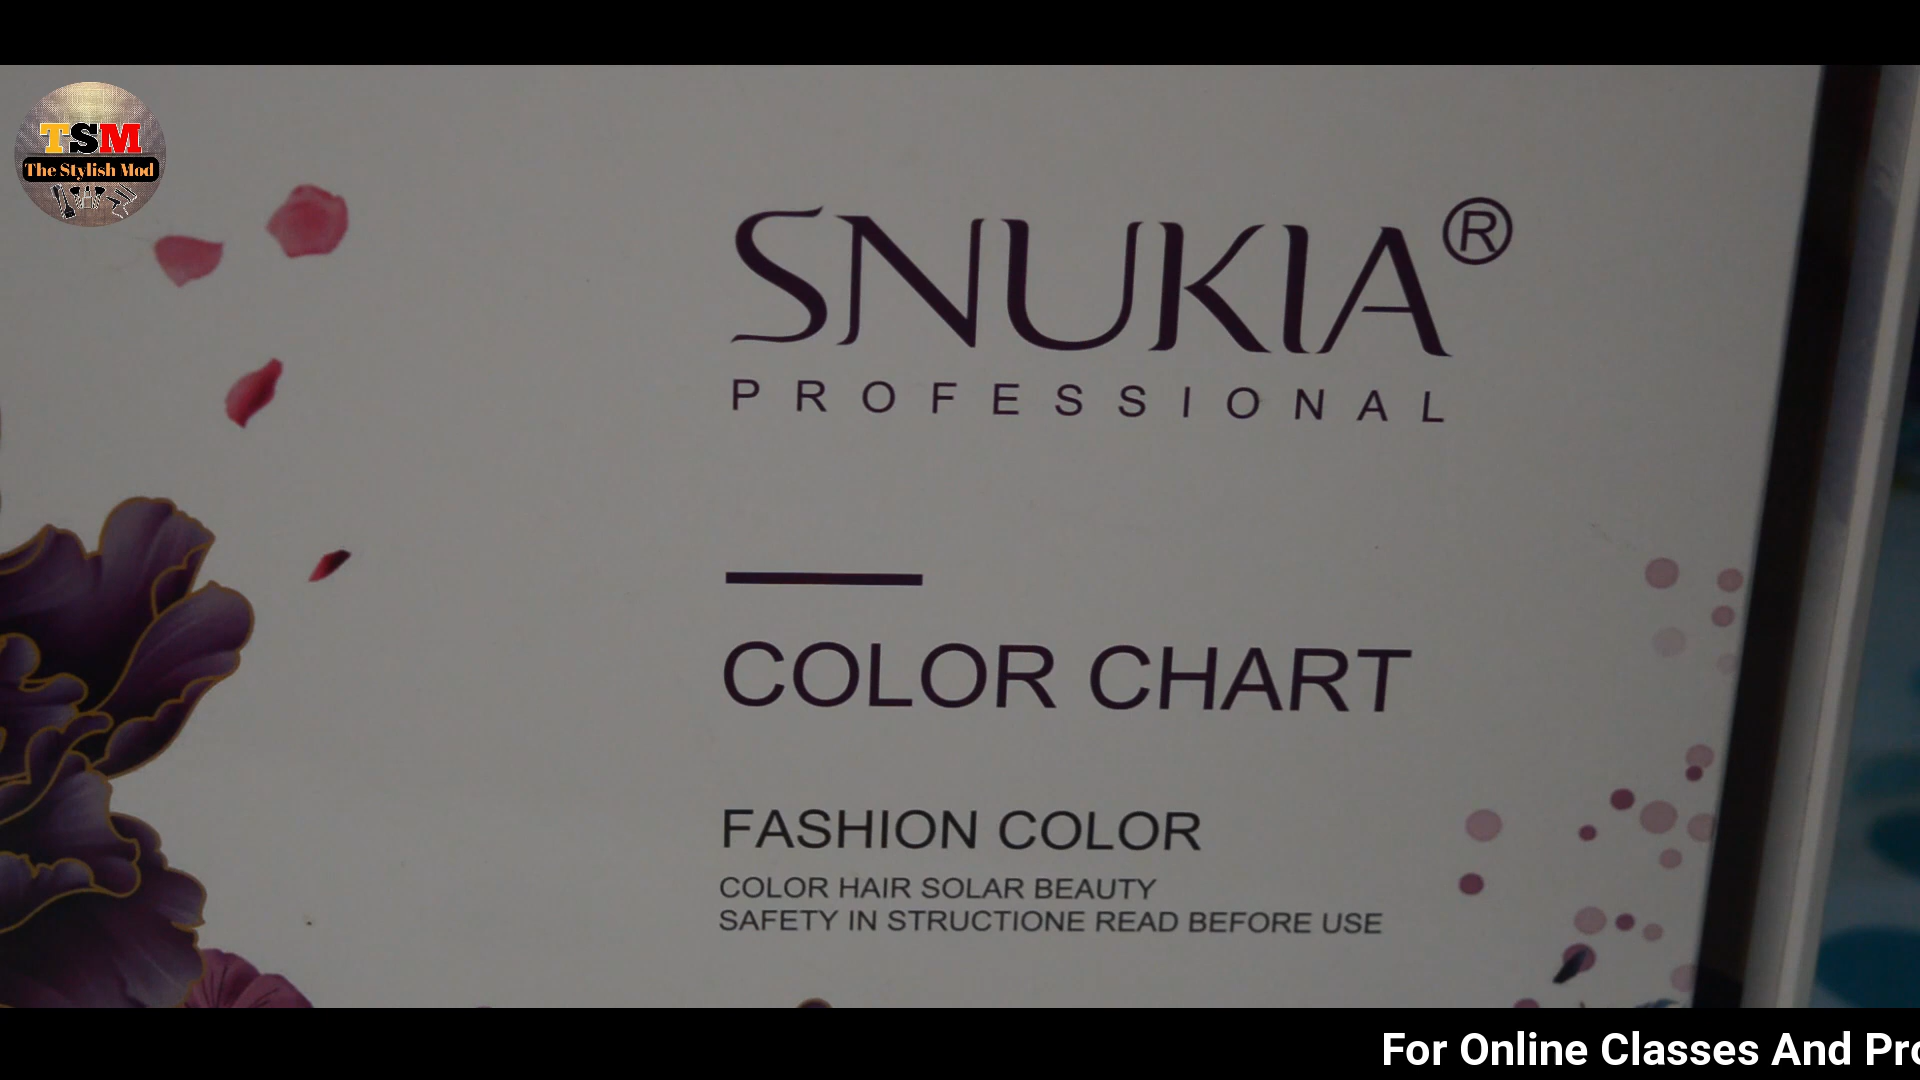 TSM
The Stylish Mod
SNUKIA®
PROFESSIONAL
COLOR CHART
FASHION COLOR
COLOR HAIR SOLAR BEAUTY
SAFETY IN STRUCTIONE READ BEFORE USE
For Online Classes And